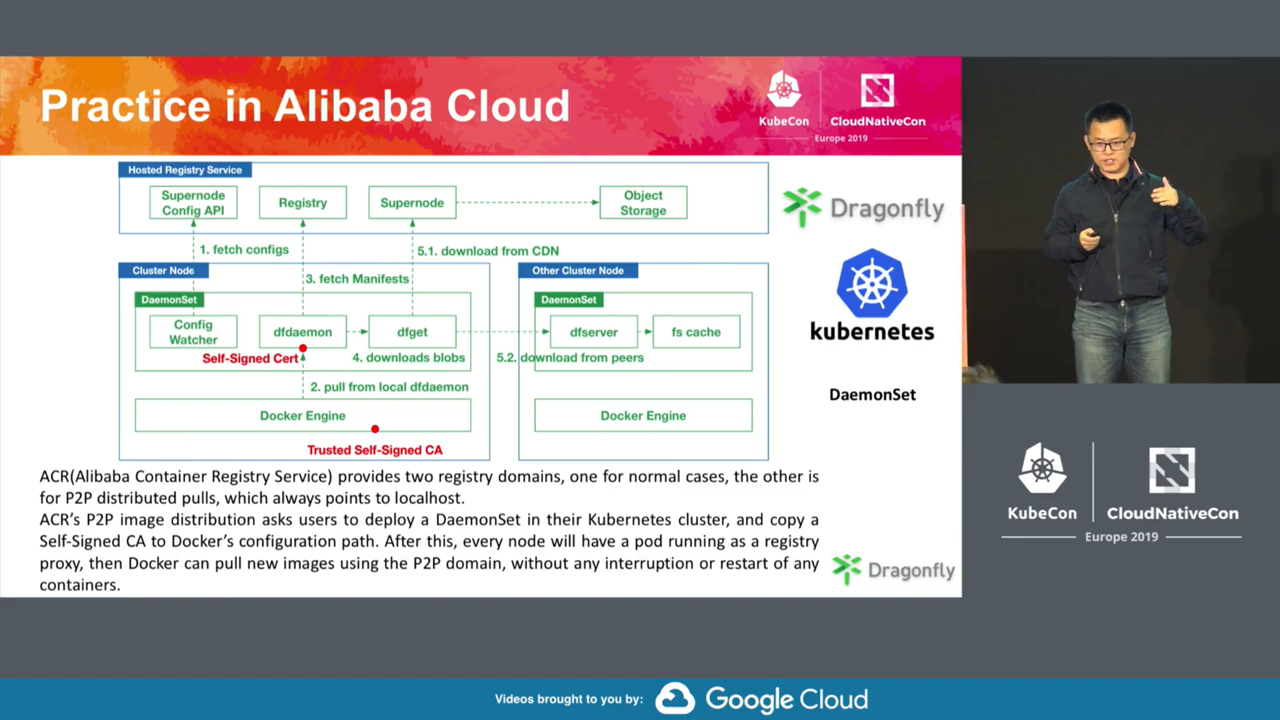 Practice in Alibaba Cloud
KubeCon
CloudNativeCon
Europe 2019
Hosted Registry Service
Supernode
Config API
Registry
Supernode
Object
Storage
Dragonfly
1. fetch configs
5.1. download from CDN
Cluster Node
Other Cluster Node
3. fetch Manifests
DaemonSet
DaemonSet
Config
Watcher
dfdaemon
dfget
dfserver
fs cache
kubernetes
Self-Signed Cert
4. downloads blobs
5.2. download from peers
2. pull from local dfdaemon
DaemonSet
Docker Engine
Docker Engine
Trusted Self-Signed CA
ACR(Alibaba Container Registry Service) provides two registry domains, one for normal cases, the other is
for P2P distributed pulls, which always points to localhost.
ACR's P2P image distribution asks users to deploy a DaemonSet in their Kubernetes cluster, and copy a
Self-Signed CA to Docker's configuration path. After this, every node will have a pod running as a registry
proxy, then Docker can pull new images using the P2P domain, without any interruption or restart of any
containers.
Dragonfly
KubeCon
CloudNativeCon
Europe 2019
Videos brought to you by:
Google Cloud